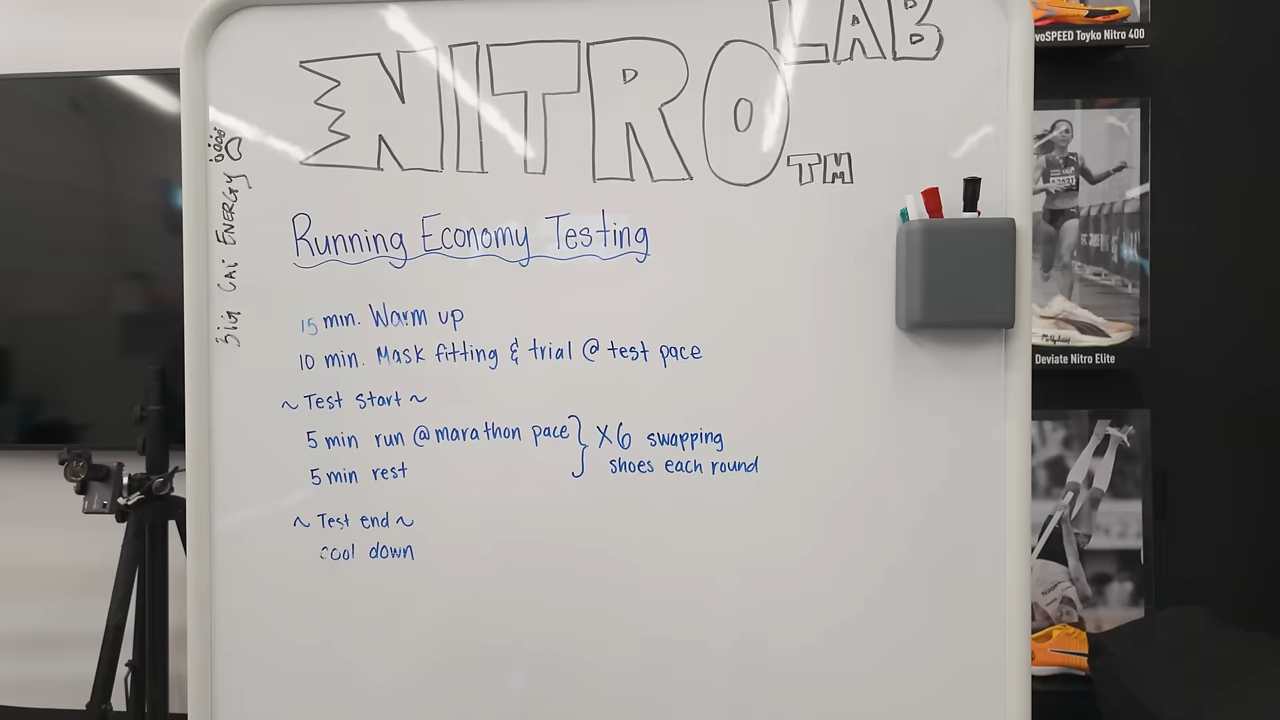 LAB
NITRO
TM
BIG CAT ENERGY
Running Economy Testing
15 min. Warm up
10 min. Mask fitting & trial @ test pace
~ Test start ~
5 min run @ marathon pace } X6 swapping
5 min rest shoes each round
~ Test end ~
cool down
voSPEED Toyko Nitro 400
Deviate Nitro Elite